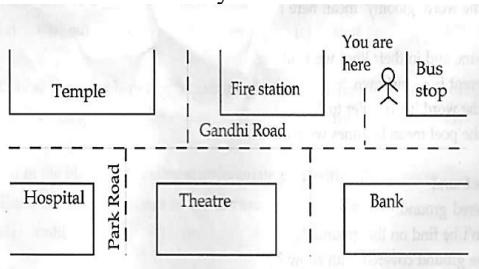 You are
here
Bus
stop
Temple
Fire station
Gandhi Road
Hospital
Park Road
Theatre
Bank